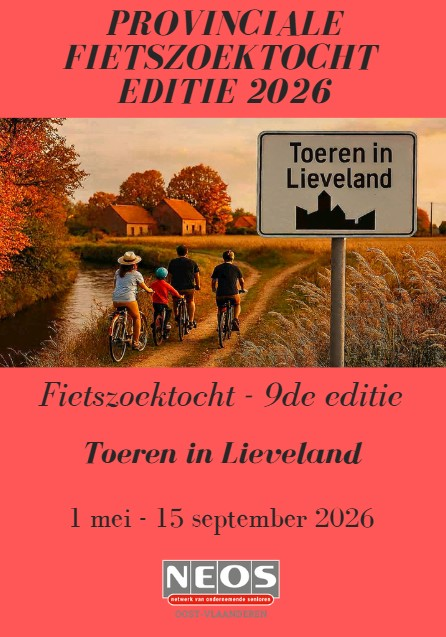 PROVINCIALE
FIETSZOEKTOCHT
EDITIE 2026
Toeren in
Lieveland
Fietszoektocht - 9de editie
Toeren in Lieveland
1 mei - 15 september 2026
NEOS
netwerk van ondernemende senioren
OOST-VLAANDEREN